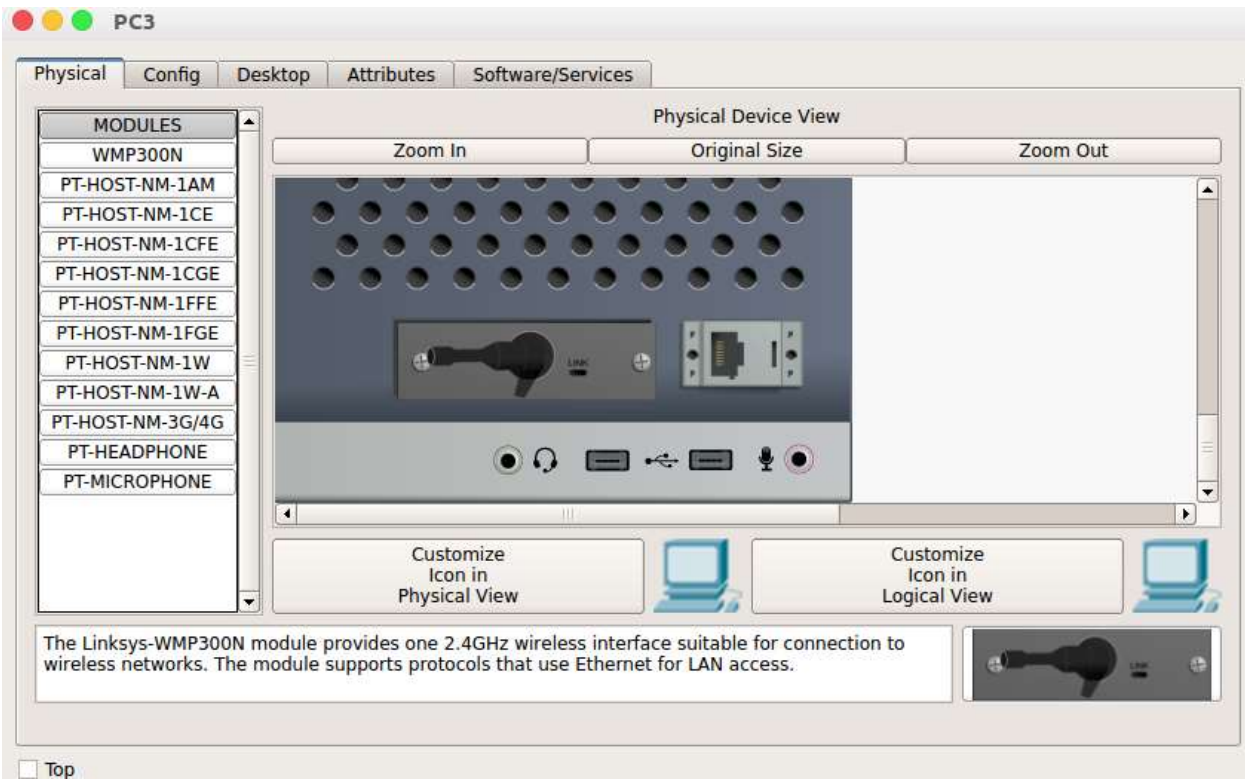 PC3
Physical
Config
Desktop
Attributes
Software/Services
MODULES
WMP300N
PT-HOST-NM-1AM
PT-HOST-NM-1CE
PT-HOST-NM-1CFE
PT-HOST-NM-1CGE
PT-HOST-NM-1FFE
PT-HOST-NM-1FGE
PT-HOST-NM-1W
PT-HOST-NM-1W-A
PT-HOST-NM-3G/4G
PT-HEADPHONE
PT-MICROPHONE
Physical Device View
Zoom In
Original Size
Zoom Out
LINK
Customize
Icon in
Physical View
Customize
Icon in
Logical View
The Linksys-WMP300N module provides one 2.4GHz wireless interface suitable for connection to
wireless networks. The module supports protocols that use Ethernet for LAN access.
LINK
Top